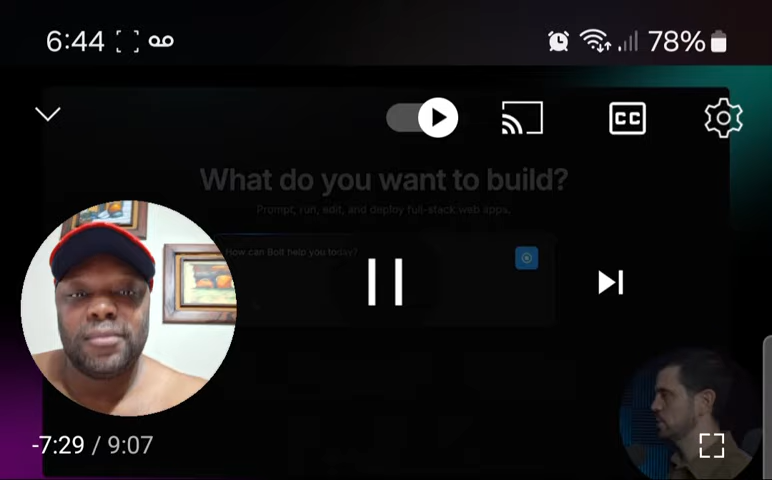 6:44 78%
CC
What do you want to build?
Prompt, run, edit, and deploy full-stack web apps.
How can Bolt help you today?
-7:29 / 9:07